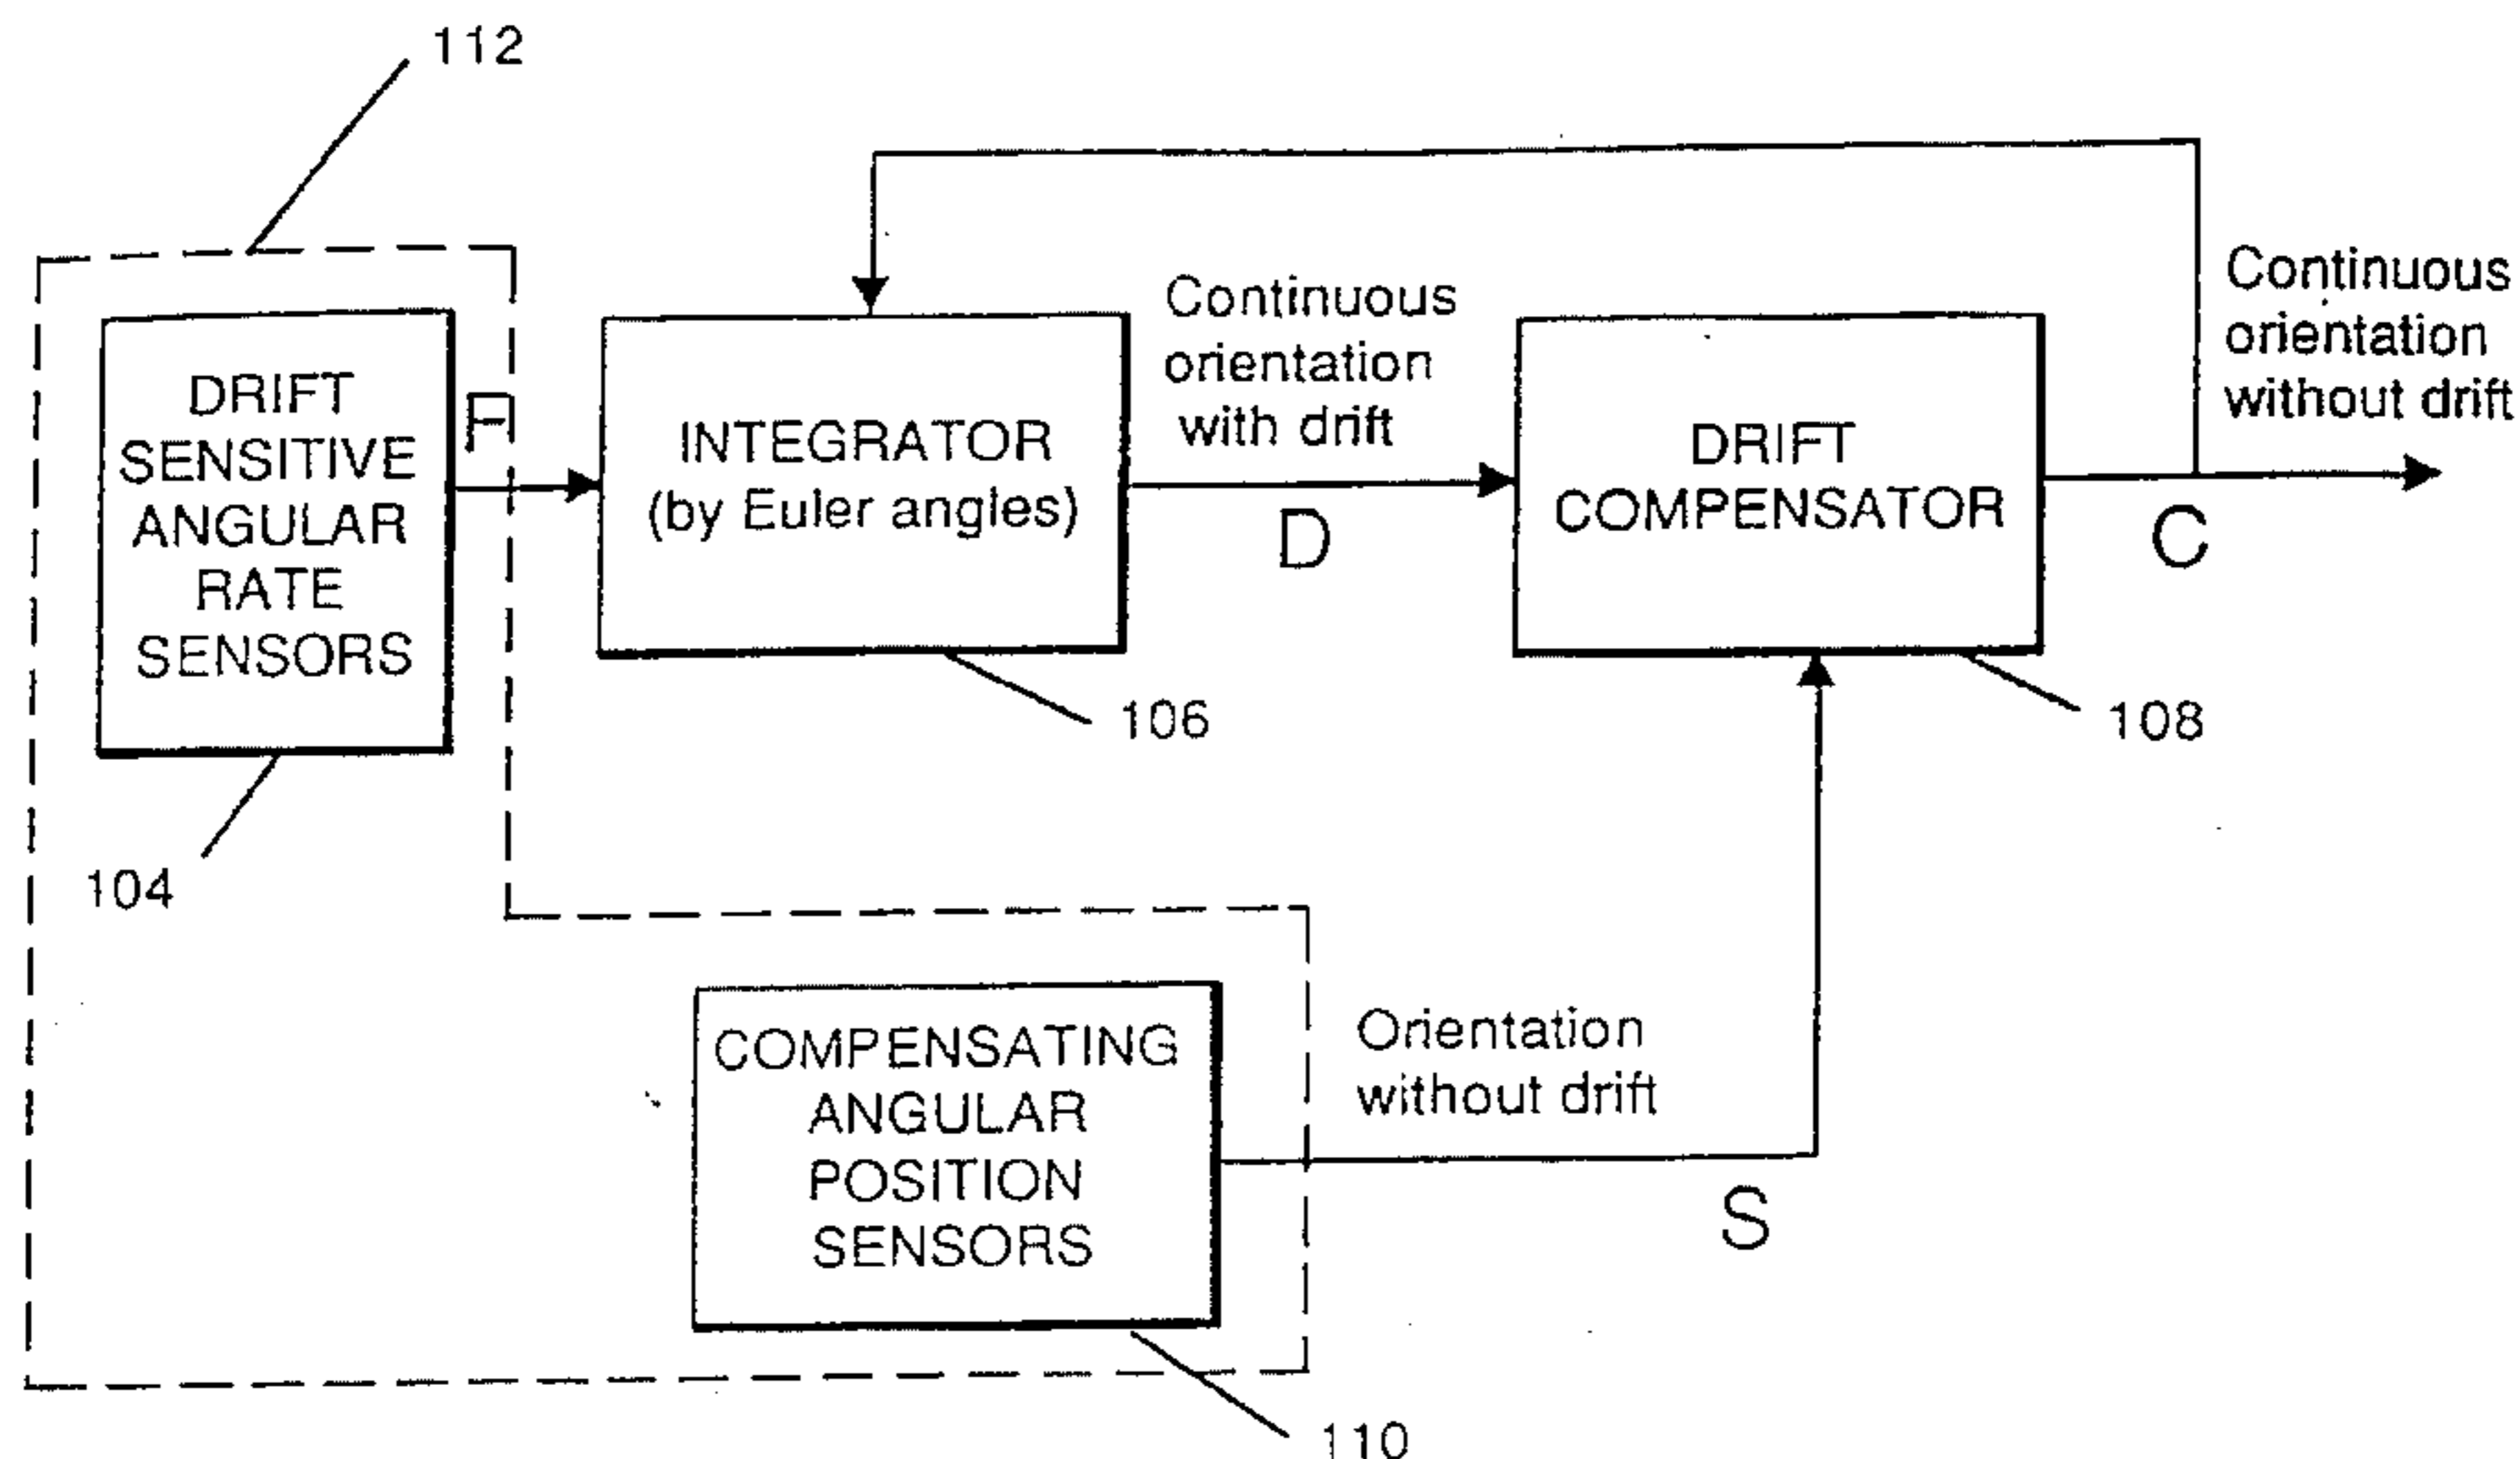 112
DRIFT
SENSITIVE
ANGULAR
RATE
SENSORS
F
104
INTEGRATOR
(by Euler angles)
106
Continuous
orientation
with drift
D
DRIFT
COMPENSATOR
108
Continuous
orientation
without drift
C
COMPENSATING
ANGULAR
POSITION
SENSORS
110
Orientation
without drift
S